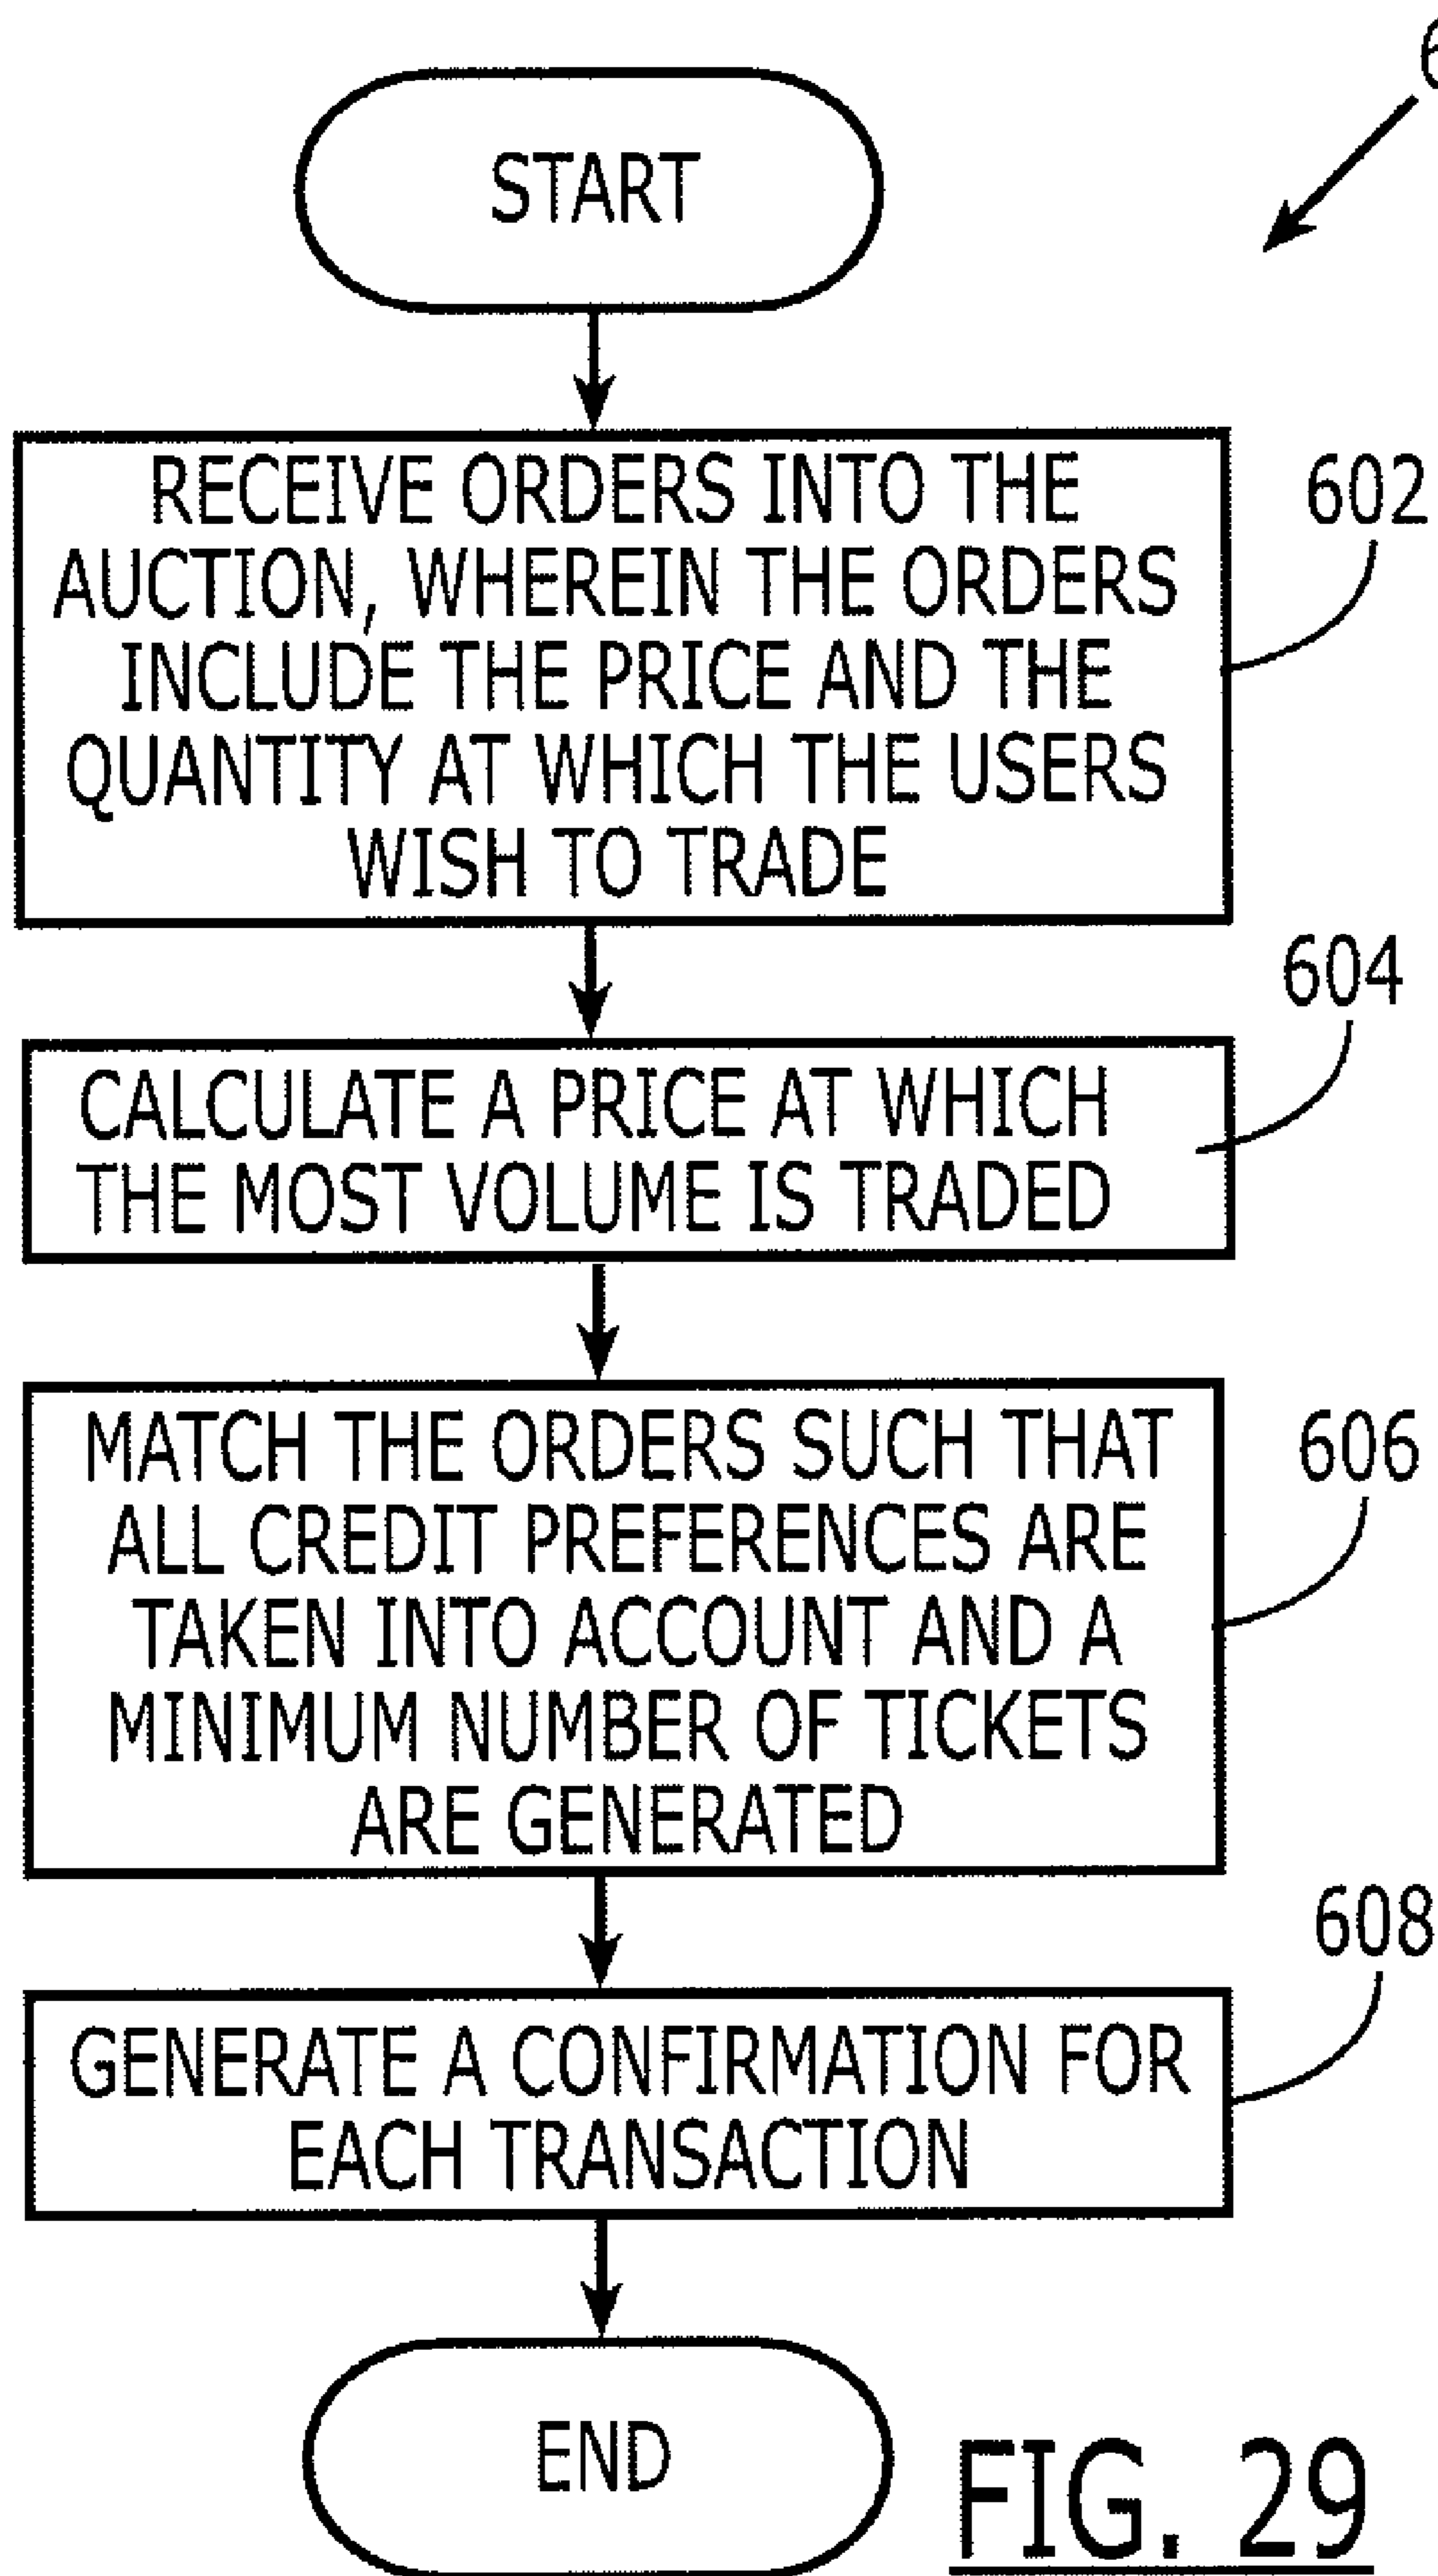 START
RECEIVE ORDERS INTO THE
AUCTION, WHEREIN THE ORDERS
INCLUDE THE PRICE AND THE
QUANTITY AT WHICH THE USERS
WISH TO TRADE
602
CALCULATE A PRICE AT WHICH
THE MOST VOLUME IS TRADED
604
MATCH THE ORDERS SUCH THAT
ALL CREDIT PREFERENCES ARE
TAKEN INTO ACCOUNT AND A
MINIMUM NUMBER OF TICKETS
ARE GENERATED
606
GENERATE A CONFIRMATION FOR
EACH TRANSACTION
608
END
FIG. 29